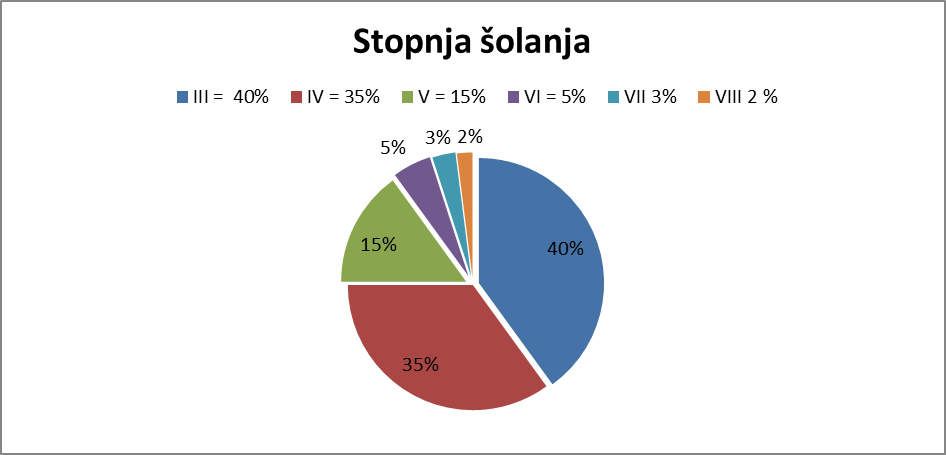 Stopnja šolanja
III =  40% IV = 35% V = 15% VI = 5% VII 3% VIII 2 %
5% 3% 2%
15% 40%
35%